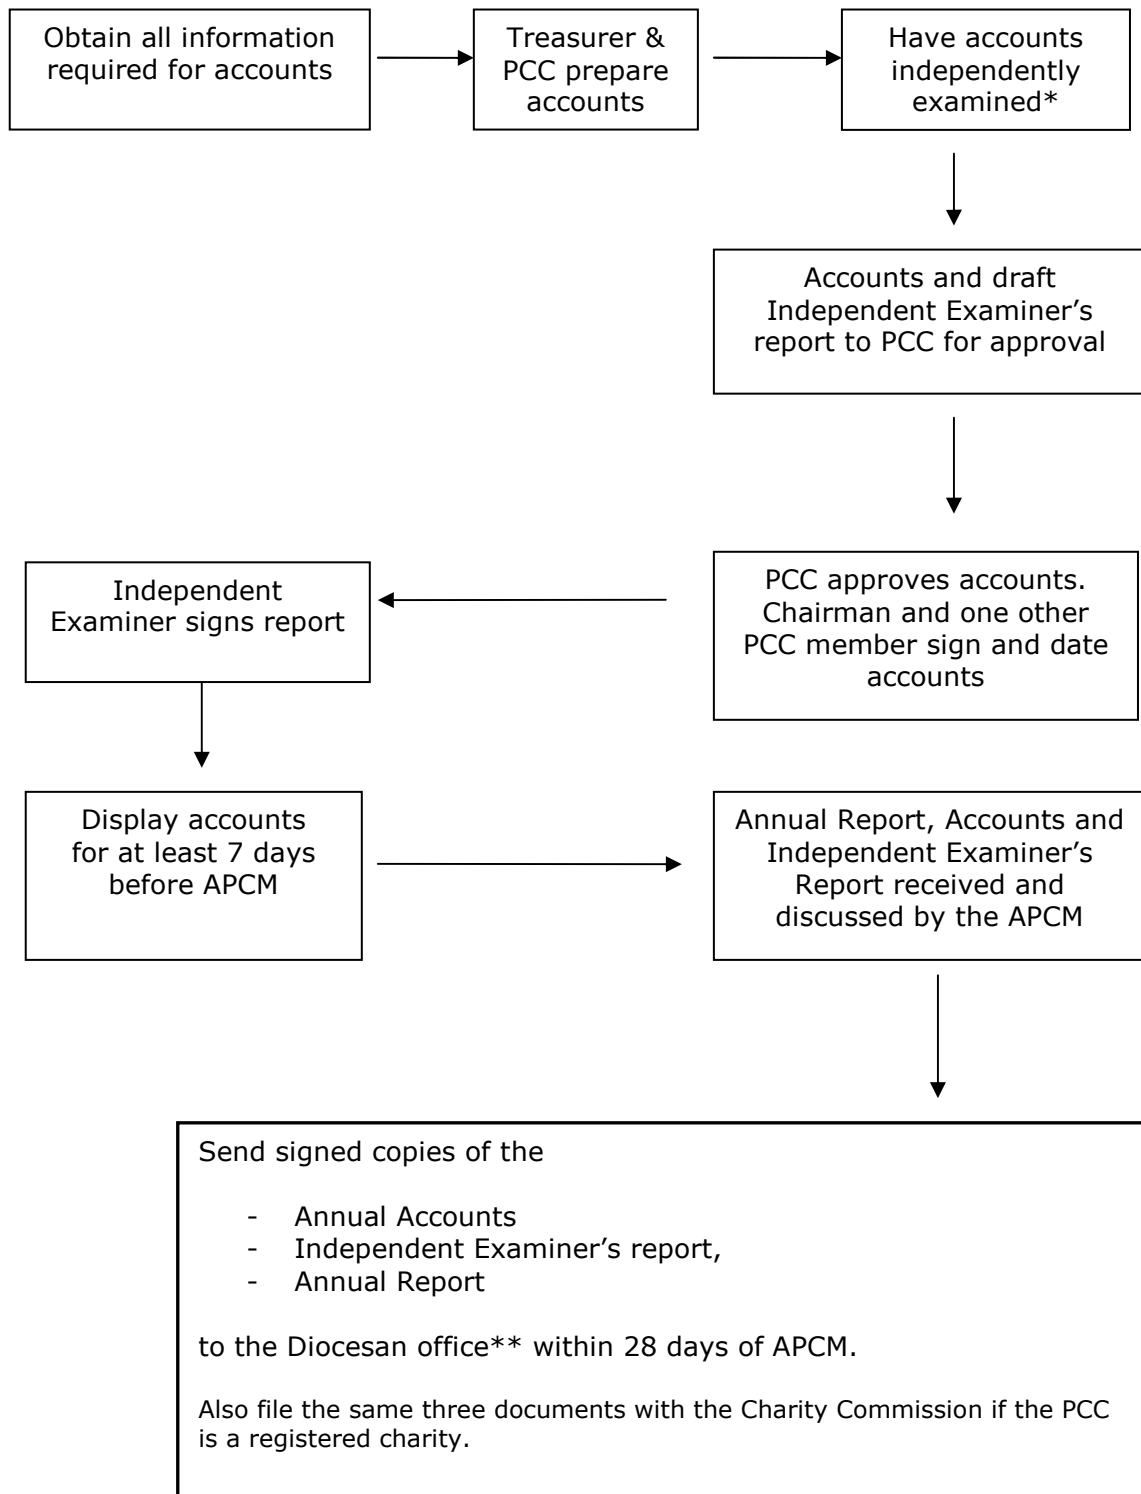 Obtain all information
required for accounts
Treasurer &
PCC prepare
accounts
Have accounts
independently
examined*
Accounts and draft
Independent Examiner’s
report to PCC for approval
PCC approves accounts.
Chairman and one other
PCC member sign and date
accounts
Independent
Examiner signs report
Display accounts
for at least 7 days
before APCM
Annual Report, Accounts and
Independent Examiner’s
Report received and
discussed by the APCM
Send signed copies of the
- Annual Accounts
- Independent Examiner’s report,
- Annual Report
to the Diocesan office** within 28 days of APCM.
Also file the same three documents with the Charity Commission if the PCC
is a registered charity.